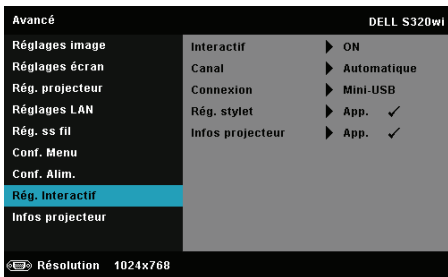 Avancé DELL S320wi
Réglages image
Réglages écran
Rég. projecteur
Réglages LAN
Rég. ss fil
Conf. Menu
Conf. Alim.
Rég. Interactif
Infos projecteur
Interactif ON
Canal Automatique
Connexion Mini-USB
Rég. stylet App. ✓
Infos projecteur App. ✓
Résolution 1024x768